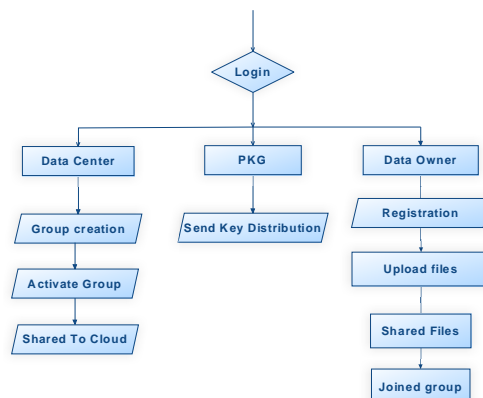 Login
Data Center
PKG
Data Owner
Group creation
Send Key Distribution
Registration
Activate Group
Upload files
Shared To Cloud
Shared Files
Joined group